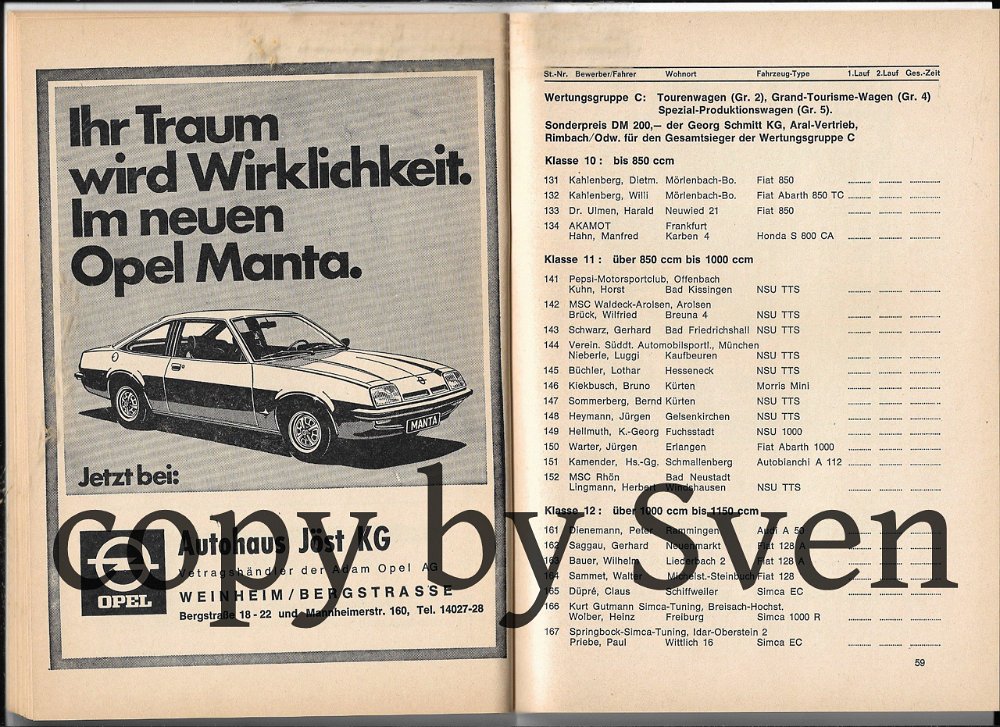 Ihr Traum
wird Wirklichkeit.
Im neuen
Opel Manta.
MANTA
Jetzt bei:
OPEL
Autohaus Jöst KG
Vetragshändler der Adam Opel AG
WEINHEIM/BERGSTRASSE
Bergstraße 18 - 22 und Mannheimerstr. 160, Tel. 14027-28
St.-Nr. Bewerber/Fahrer Wohnort Fahrzeug-Type 1.Lauf 2.Lauf Ges.-Zeit
Wertungsgruppe C: Tourenwagen (Gr. 2), Grand-Tourisme-Wagen (Gr. 4)
Spezial-Produktionswagen (Gr. 5).
Sonderpreis DM 200,— der Georg Schmitt KG, Aral-Vertrieb,
Rimbach/Odw. für den Gesamtsieger der Wertungsgruppe C
Klasse 10: bis 850 ccm
131 Kahlenberg, Dietm. Mörlenbach-Bo. Fiat 850
132 Kahlenberg, Willi Mörlenbach-Bo. Fiat Abarth 850 TC
133 Dr. Ulmen, Harald Neuwied 21 Fiat 850
134 AKAMOT Frankfurt
Hahn, Manfred Karben 4 Honda S 800 CA
Klasse 11: über 850 ccm bis 1000 ccm
141 Pepsi-Motorsportclub, Offenbach
Kuhn, Horst Bad Kissingen NSU TTS
142 MSC Waldeck-Arolsen, Arolsen
Brück, Wilfried Breuna 4 NSU TTS
143 Schwarz, Gerhard Bad Friedrichshall NSU TTS
144 Verein. Süddt. Automobilsportl., München
Nieberle, Luggi Kaufbeuren NSU TTS
145 Büchler, Lothar Hesseneck NSU TTS
146 Kiekbusch, Bruno Kürten Morris Mini
147 Sommerberg, Bernd Kürten NSU TTS
148 Heymann, Jürgen Gelsenkirchen NSU TTS
149 Hellmuth, K.-Georg Fuchsstadt NSU 1000
150 Warter, Jürgen Erlangen Fiat Abarth 1000
151 Kamender, Hs.-Gg. Schmallenberg Autobianchi A 112
152 MSC Rhön Bad Neustadt
Lingmann, Herbert Windshausen NSU TTS
Klasse 12: über 1000 ccm bis 1150 ccm
161 Dienemann, Peter Remmingen Audi A 50
162 Saggau, Gerhard Neuenmarkt Fiat 128 A
163 Bauer, Wilhelm Liederbach 2 Fiat 128 A
164 Sammet, Walter Michelst.-Steinbuch Fiat 128
165 Düpré, Claus Schiffweiler Simca EC
166 Kurt Gutmann Simca-Tuning, Breisach-Hochst.
Wolber, Heinz Freiburg Simca 1000 R
167 Springbock-Simca-Tuning, Idar-Oberstein 2
Priebe, Paul Wittlich 16 Simca EC
59
copy by Sven